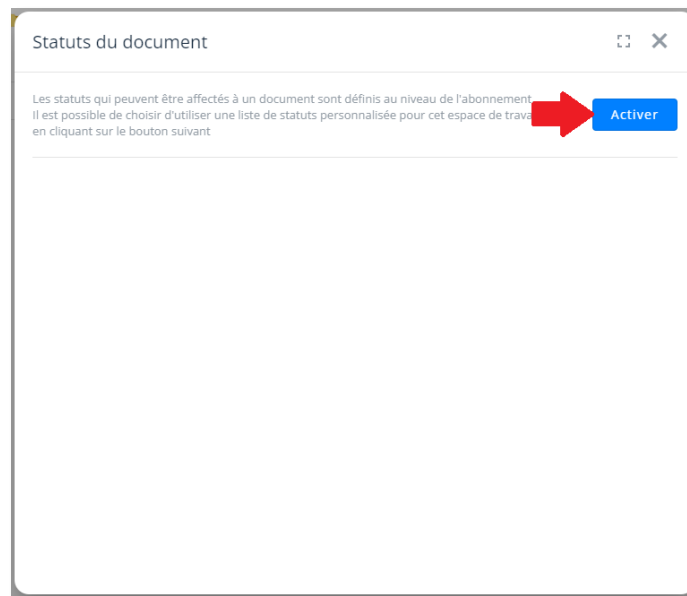 Statuts du document
Les statuts qui peuvent être affectés à un document sont définis au niveau de l'abonnement
Il est possible de choisir d'utiliser une liste de statuts personnalisée pour cet espace de
en cliquant sur le bouton suivant
Activer